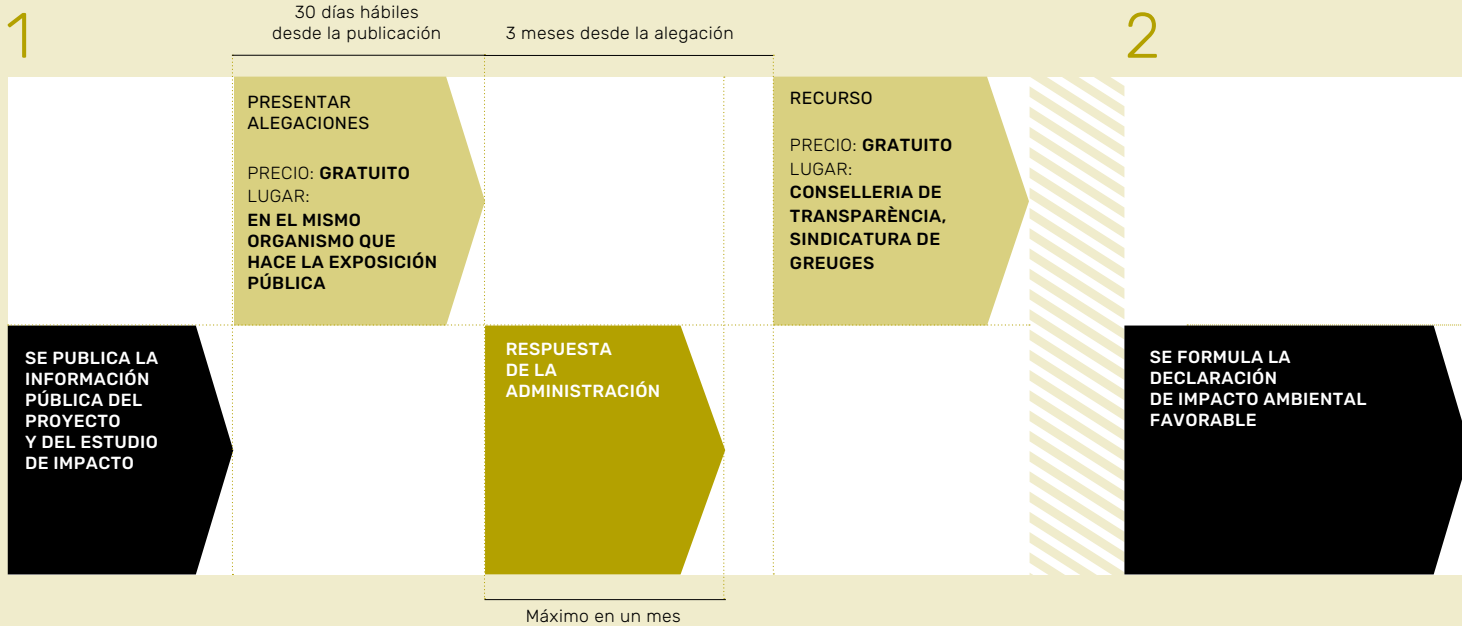 1
30 días hábiles
desde la publicación
3 meses desde la alegación
2
PRESENTAR
ALEGACIONES
PRECIO: GRATUITO
LUGAR:
EN EL MISMO
ORGANISMO QUE
HACE LA EXPOSICIÓN
PÚBLICA
RECURSO
PRECIO: GRATUITO
LUGAR:
CONSELLERIA DE
TRANSPARÈNCIA,
SINDICATURA DE
GREUGES
SE PUBLICA LA
INFORMACIÓN
PÚBLICA DEL
PROYECTO
Y DEL ESTUDIO
DE IMPACTO
RESPUESTA
DE LA
ADMINISTRACIÓN
SE FORMULA LA
DECLARACIÓN
DE IMPACTO AMBIENTAL
FAVORABLE
Máximo en un mes